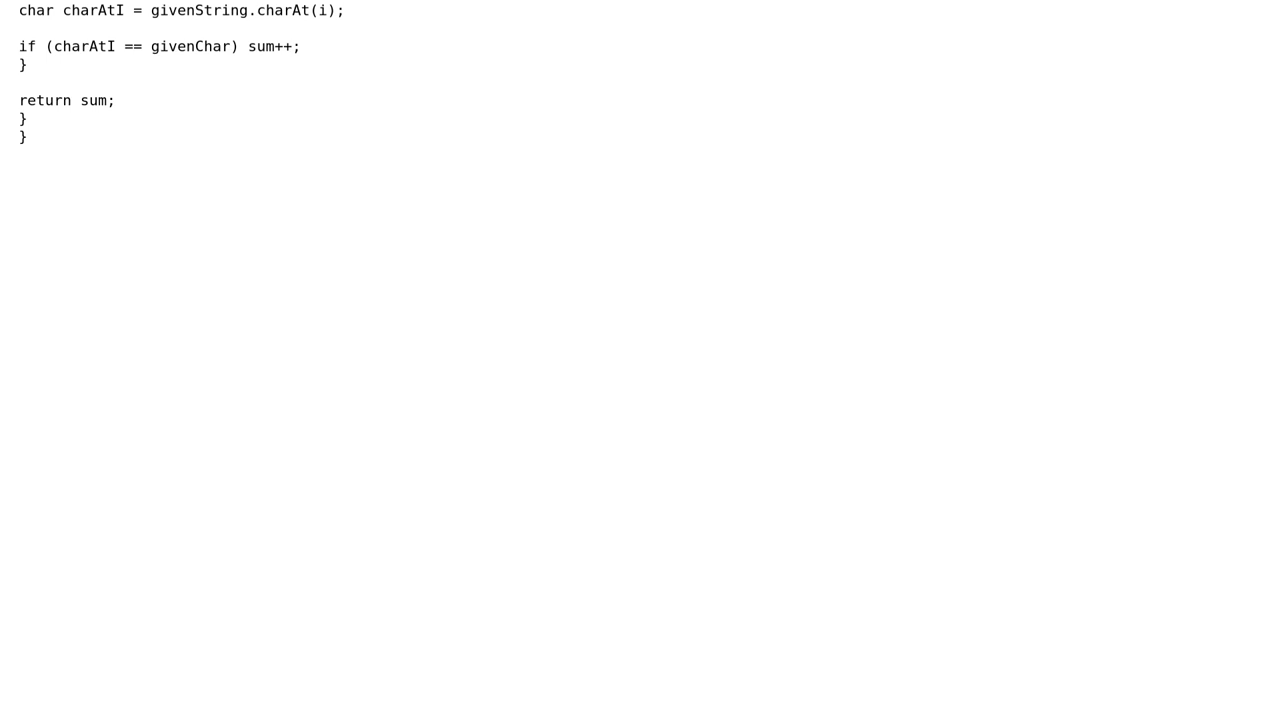 char charAtI = givenString.charAt(i);
if (charAtI == givenChar) sum++;
}
return sum;
}
}